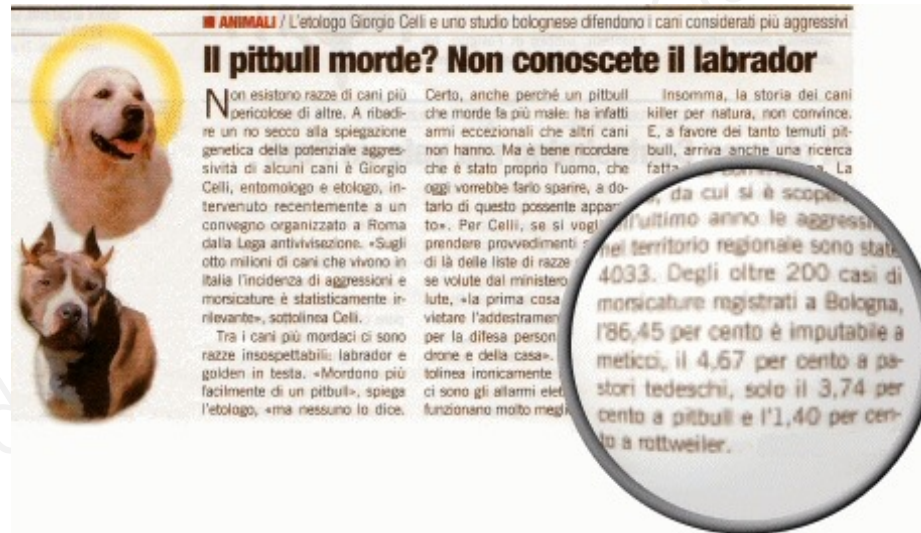 ANIMALI / L'etologo Giorgio Celli e uno studio bolognese difendono i cani considerati più aggressivi
Il pitbull morde? Non conoscete il labrador
Non esistono razze di cani più
pericolose di altre. A ribadi-
re un no secco alla spiegazione
genetica della potenziale aggres-
sività di alcuni cani è Giorgio
Celli, entomologo e etologo, in-
tervenuto recentemente a un
convegno organizzato a Roma
dalla Lega antivivisezione. «Sugli
otto milioni di cani che vivono in
Italia l'incidenza di aggressioni e
morsicature è statisticamente ir-
rilevante», sottolinea Celli.
Tra i cani più mordaci ci sono
razze insospettabili: labrador e
golden in testa. «Mordono più
facilmente di un pitbull», spiega
l'etologo, «ma nessuno lo dice.
Certo, anche perché un pitbull
che morde fa più male: ha infatti
armi eccezionali che altri cani
non hanno. Ma è bene ricordare
che è stato proprio l'uomo, che
oggi vorrebbe farlo sparire, a do-
tarlo di questo possente appar
to». Per Celli, se si vogl
prendere provvedimenti
di là delle liste di razze
se volute dal ministero
lute, «la prima cosa
vietare l'addestramen
per la difesa person
drone e della casa».
tolinea ironicamente
ci sono gli allarmi elet
funzionano molto megl
Insomma, la storia dei cani
killer per natura, non convince.
E, a favore dei tanto temuti pit-
bull, arriva anche una ricerca
fatta La
da cui si è scope
ll'ultimo anno le aggress
nel territorio regionale sono state
4033. Degli oltre 200 casi di
morsicature registrati a Bologna,
l'86,45 per cento è imputabile a
meticci, il 4,67 per cento a pa-
stori tedeschi, solo il 3,74 per
cento a pitbull e l'1,40 per cen-
to a rottweiler.